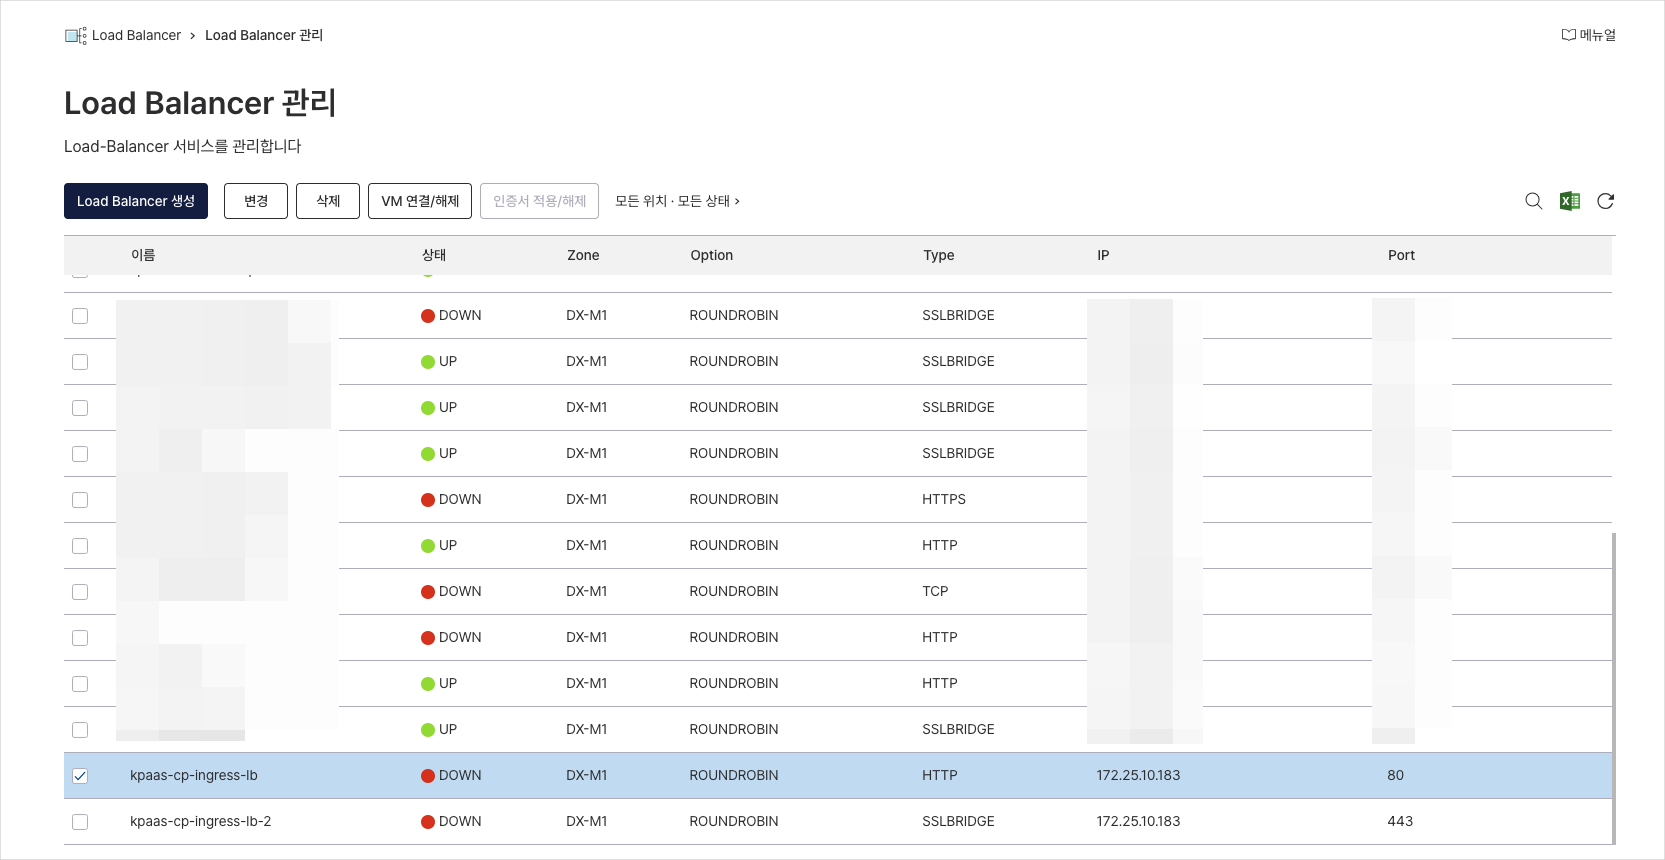 Load Balancer > Load Balancer 관리
메뉴얼
Load Balancer 관리
Load-Balancer 서비스를 관리합니다
Load Balancer 생성 변경 삭제 VM 연결/해제 인증서 적용/해제 모든 위치 · 모든 상태 >
이름 상태 Zone Option Type IP Port
DOWN DX-M1 ROUNDROBIN SSLBRIDGE
UP DX-M1 ROUNDROBIN SSLBRIDGE
UP DX-M1 ROUNDROBIN SSLBRIDGE
UP DX-M1 ROUNDROBIN SSLBRIDGE
DOWN DX-M1 ROUNDROBIN HTTPS
UP DX-M1 ROUNDROBIN HTTP
DOWN DX-M1 ROUNDROBIN TCP
DOWN DX-M1 ROUNDROBIN HTTP
UP DX-M1 ROUNDROBIN HTTP
UP DX-M1 ROUNDROBIN SSLBRIDGE
kpaas-cp-ingress-lb DOWN DX-M1 ROUNDROBIN HTTP 172.25.10.183 80
kpaas-cp-ingress-lb-2 DOWN DX-M1 ROUNDROBIN SSLBRIDGE 172.25.10.183 443